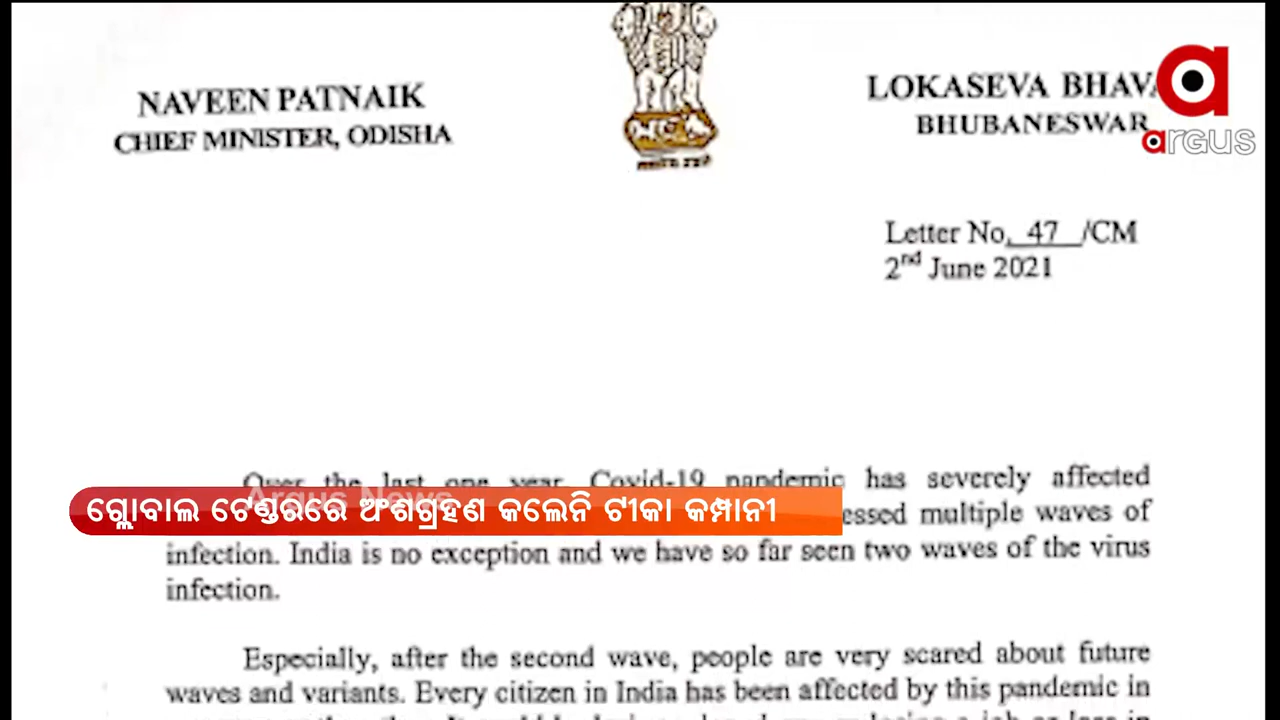 NAVEEN PATNAIK
CHIEF MINISTER, ODISHA
LOKASEVA BHAVA
BHUBANESWAR
argus
Letter No. 47 /CM
2nd June 2021
Over the last one year, Covid-19 pandemic has severely affected
Argus News
ଗ୍ଲୋବାଲ ଟେଣ୍ଡରରେ ଅଂଶଗ୍ରହଣ କଲେନି ଟୀକା କମ୍ପାନୀ
essed multiple waves of
infection. India is no exception and we have so far seen two waves of the virus
infection.
Especially, after the second wave, people are very scared about future
waves and variants. Every citizen in India has been affected by this pandemic in